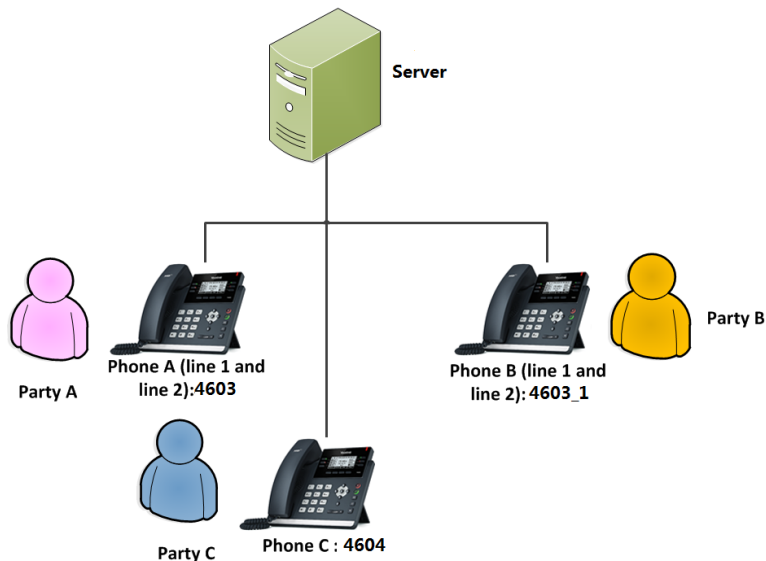 Server
Party A
Phone A (line 1 and
line 2):4603
Phone B (line 1 and
line 2): 4603_1
Party B
Party C
Phone C : 4604